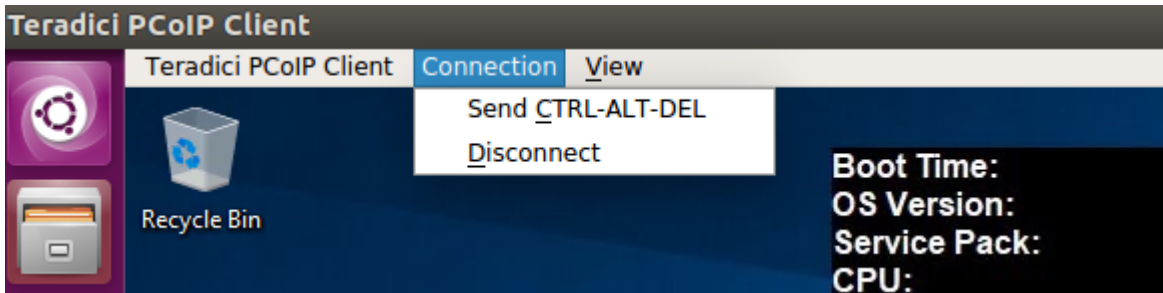 Teradici PCoIP Client
Teradici PCoIP Client Connection View
Send CTRL-ALT-DEL
Disconnect
Recycle Bin
Boot Time:
OS Version:
Service Pack:
CPU: